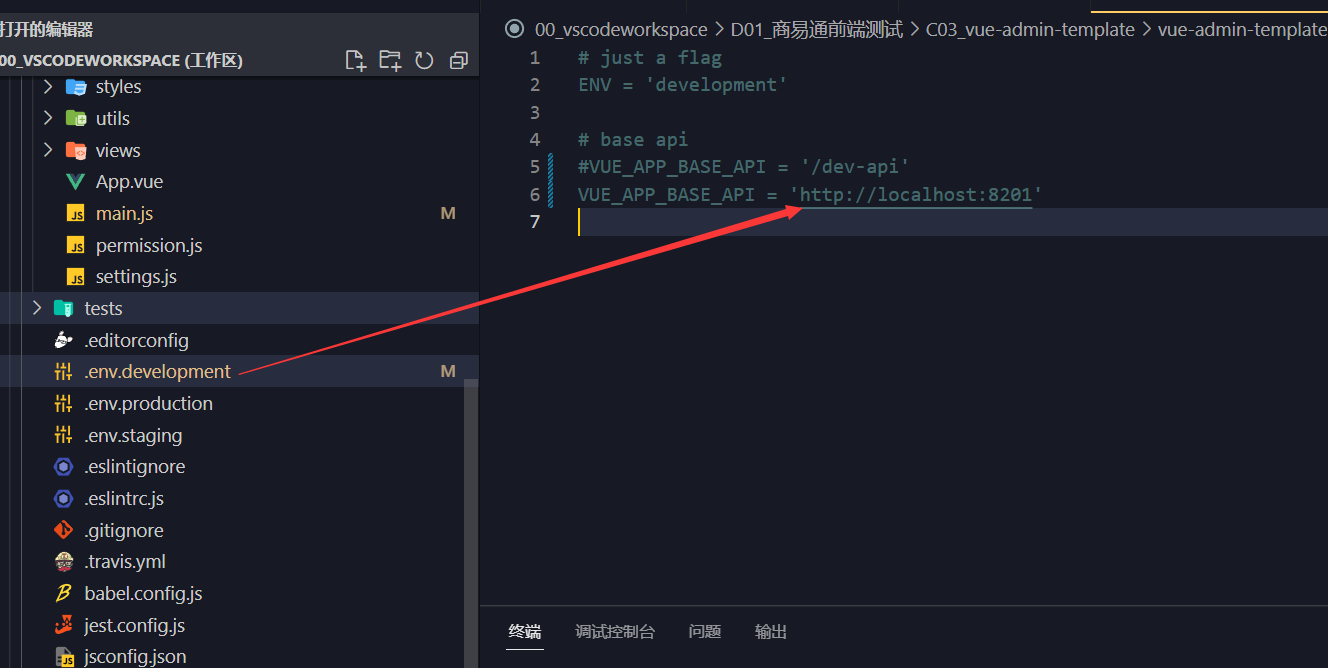 打开的编辑器
00_VSCODEWORKSPACE (工作区)
styles
utils
views
App.vue
main.js M
permission.js
settings.js
tests
.editorconfig
.env.development M
.env.production
.env.staging
.eslintignore
.eslintrc.js
.gitignore
.travis.yml
babel.config.js
jest.config.js
jsconfig.json
00_vscodeworkspace > D01_商易通前端测试 > C03_vue-admin-template > vue-admin-template
1 # just a flag
2 ENV = 'development'
3
4 # base api
5 #VUE_APP_BASE_API = '/dev-api'
6 VUE_APP_BASE_API = 'http://localhost:8201'
7
终端 调试控制台 问题 输出